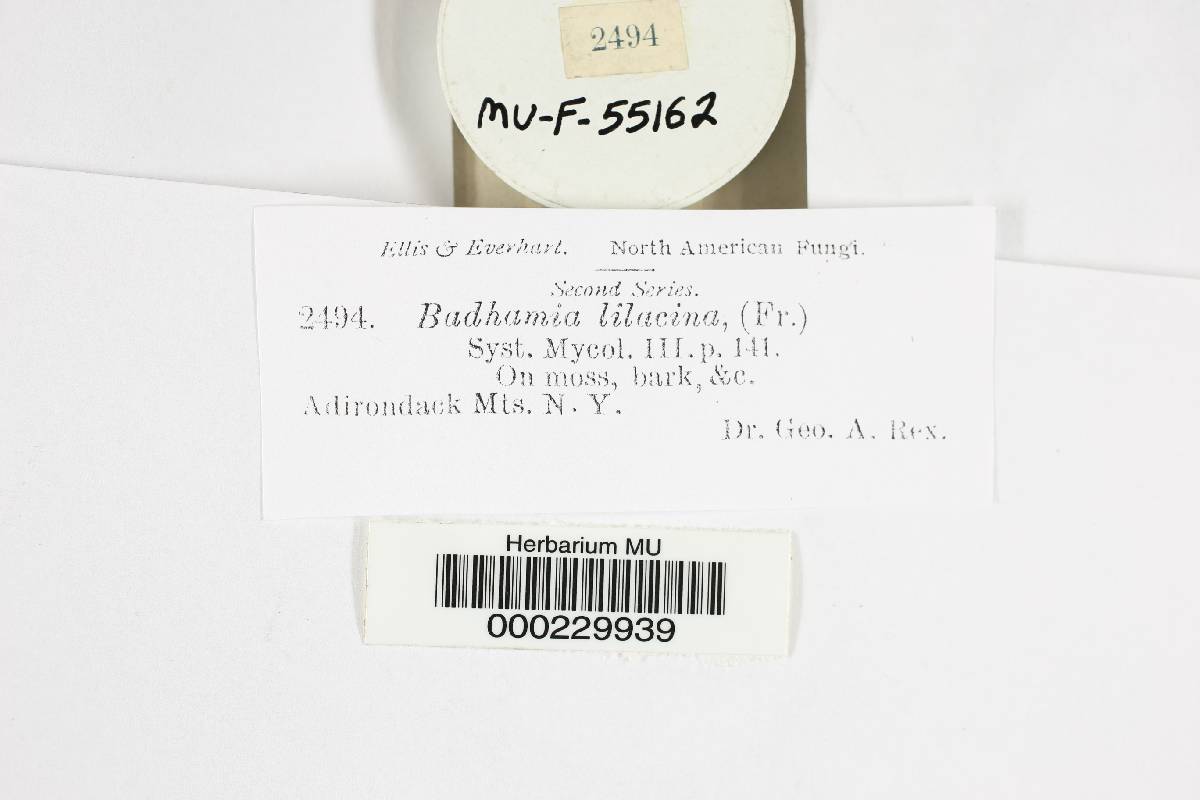 2494
MU-F-55162
Ellis & Everhart. North American Fungi.
Second Series.
2494. Badhamia lilacina, (Fr.)
Syst. Mycol. III. p. 141.
On moss, bark, &c.
Adirondack Mts. N. Y.
Dr. Geo. A. Rex.
Herbarium MU
000229939